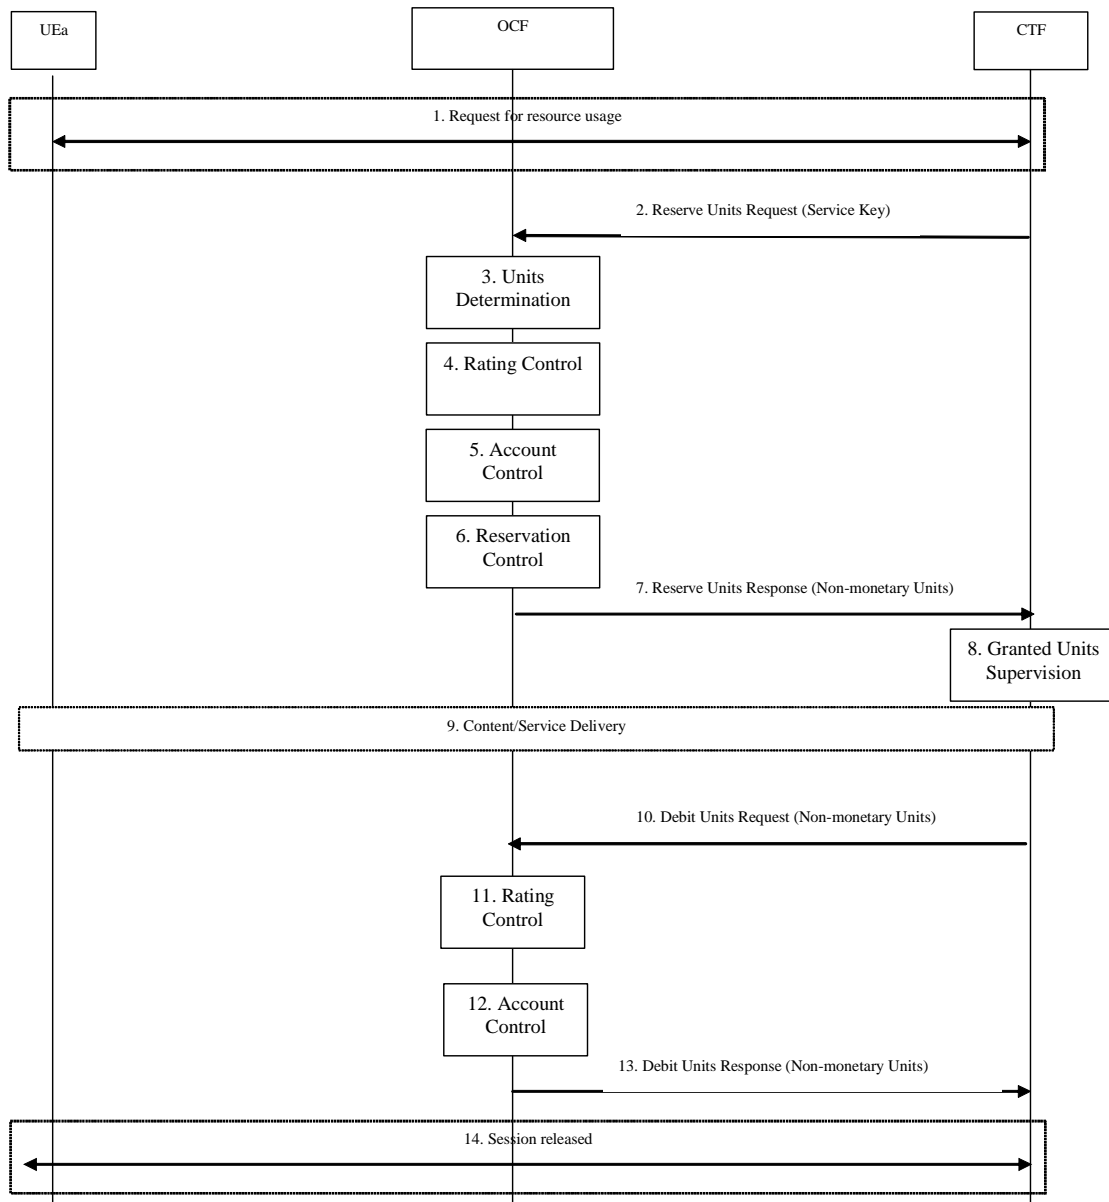 UEa
OCF
CTF
1. Request for resource usage
2. Reserve Units Request (Service Key)
3. Units
Determination
4. Rating Control
5. Account
Control
6. Reservation
Control
7. Reserve Units Response (Non-monetary Units)
8. Granted Units
Supervision
9. Content/Service Delivery
10. Debit Units Request (Non-monetary Units)
11. Rating
Control
12. Account
Control
13. Debit Units Response (Non-monetary Units)
14. Session released